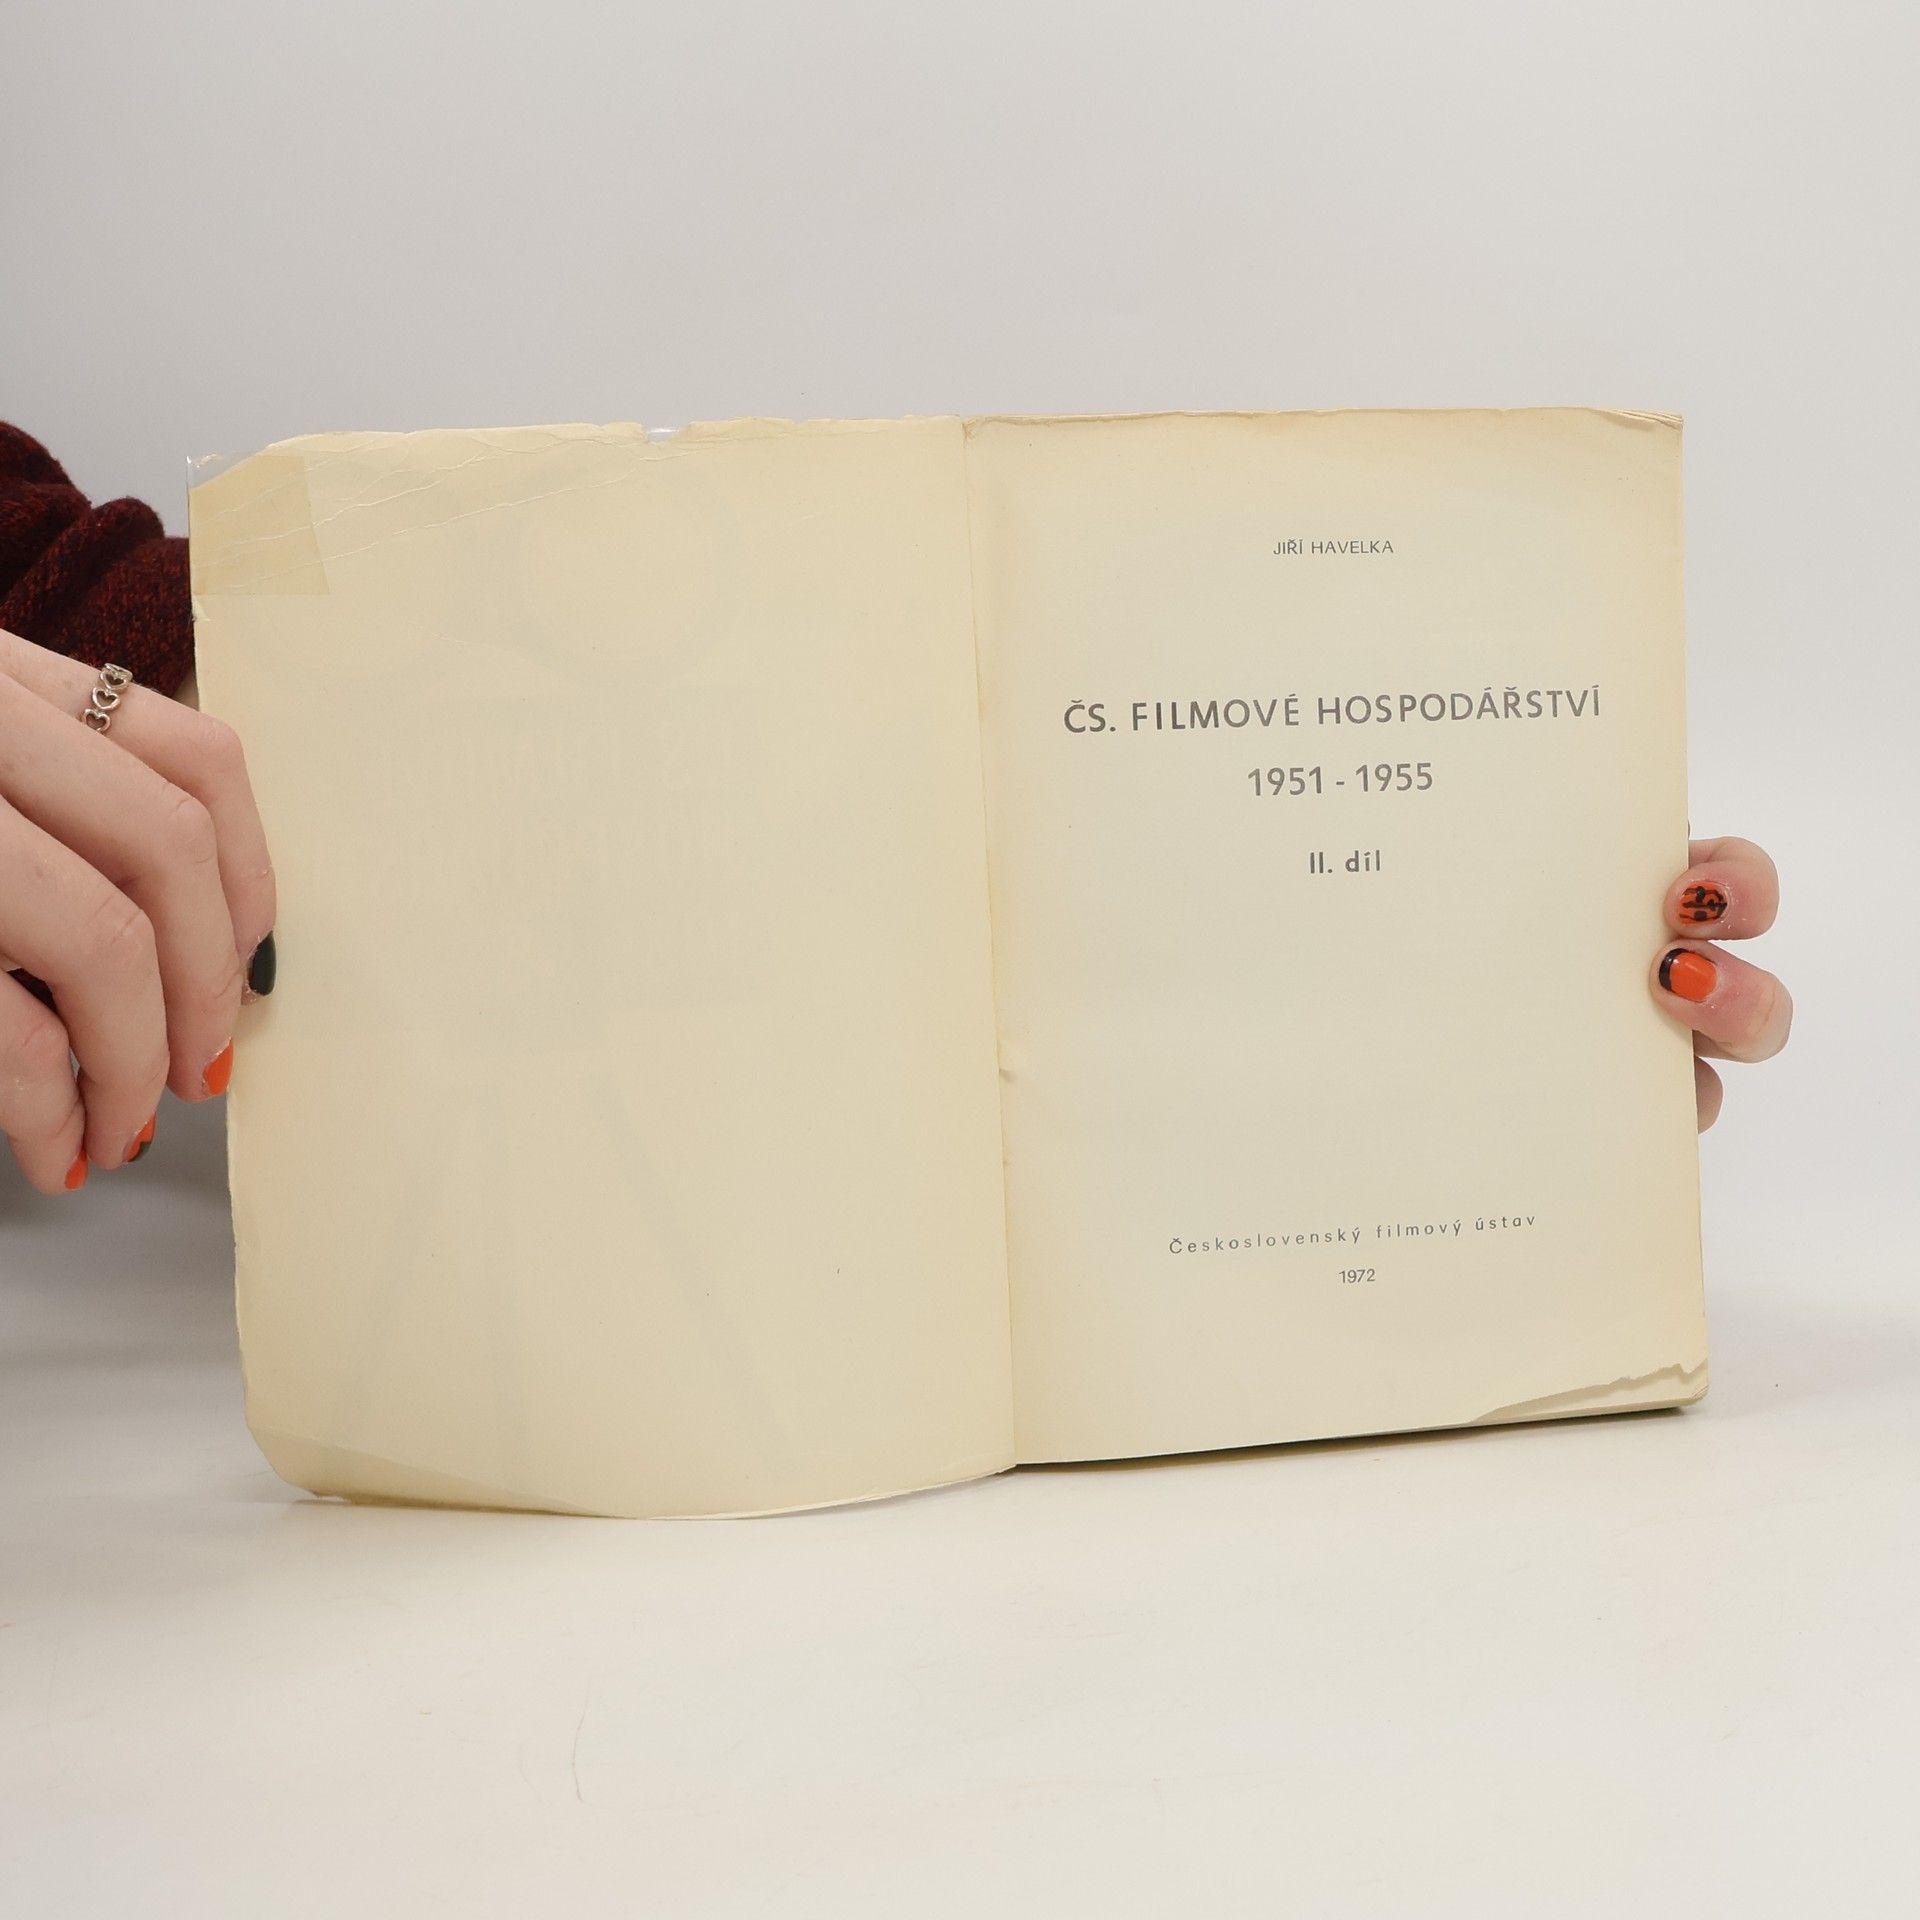 JIŘÍ HAVELKA
ČS. FILMOVÉ HOSPODÁŘSTVÍ
1951 - 1955
II. díl
Československý filmový ústav
1972